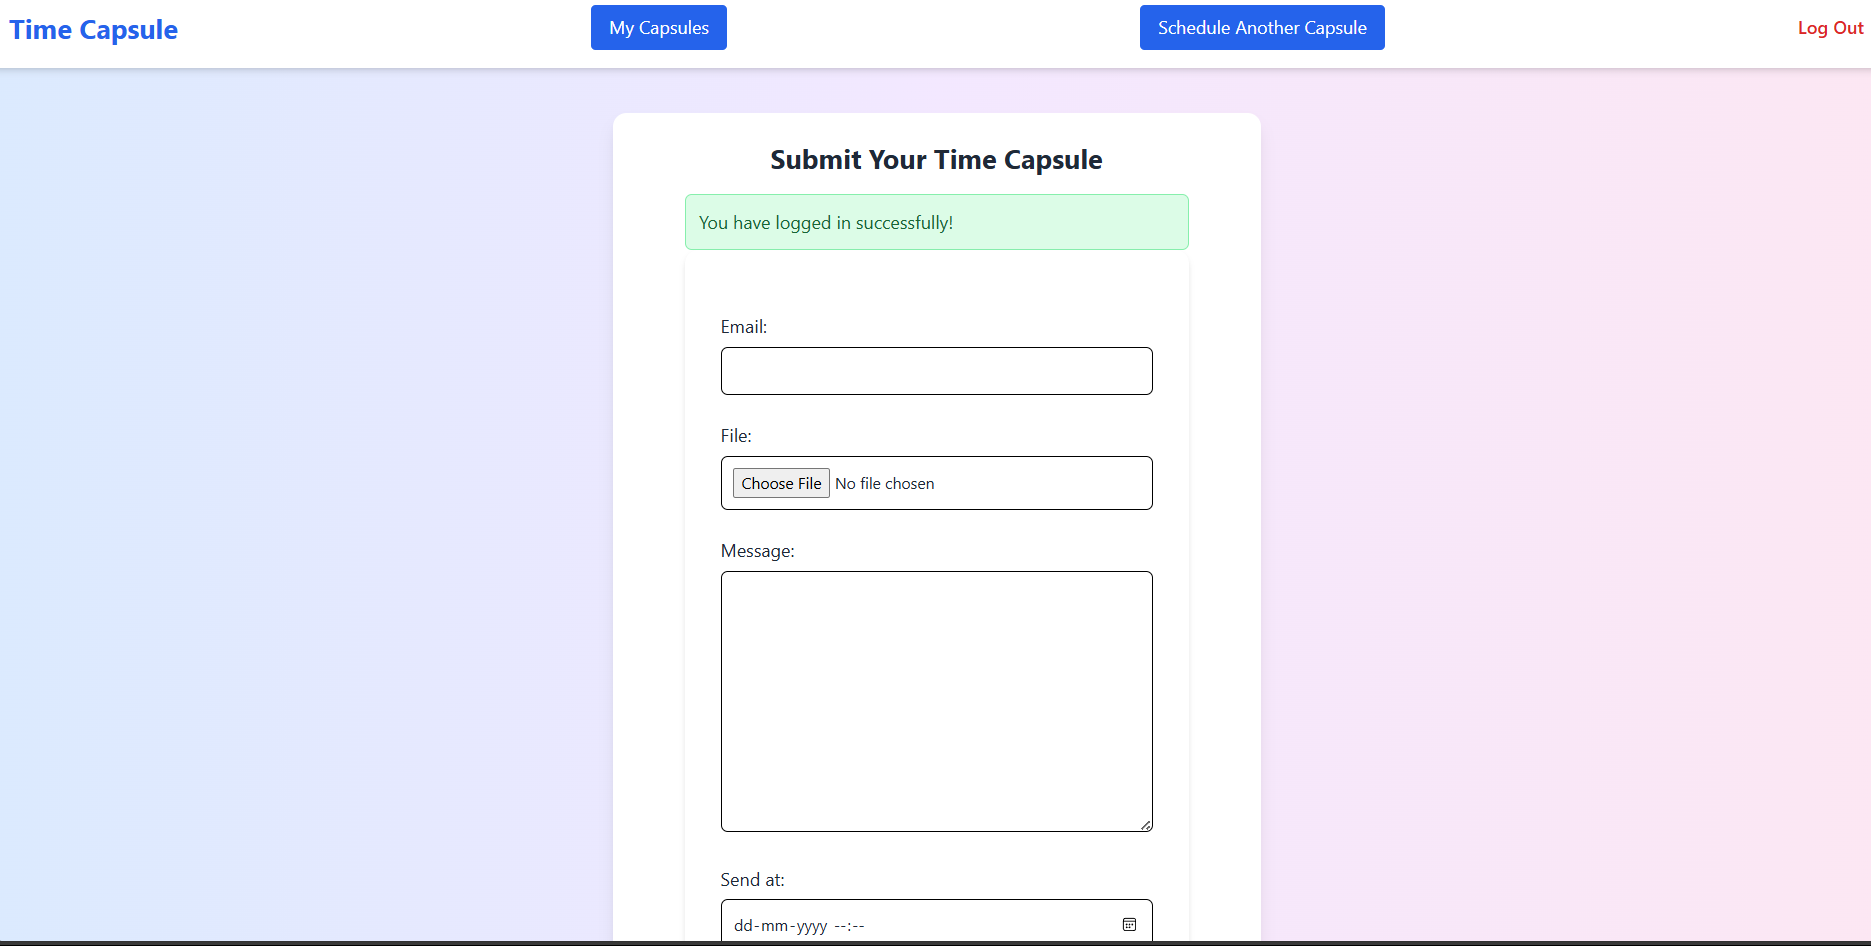 Time Capsule
My Capsules
Schedule Another Capsule
Log Out
Submit Your Time Capsule
You have logged in successfully!
Email:
File:
Choose File No file chosen
Message:
Send at:
dd-mm-yyyy --:--